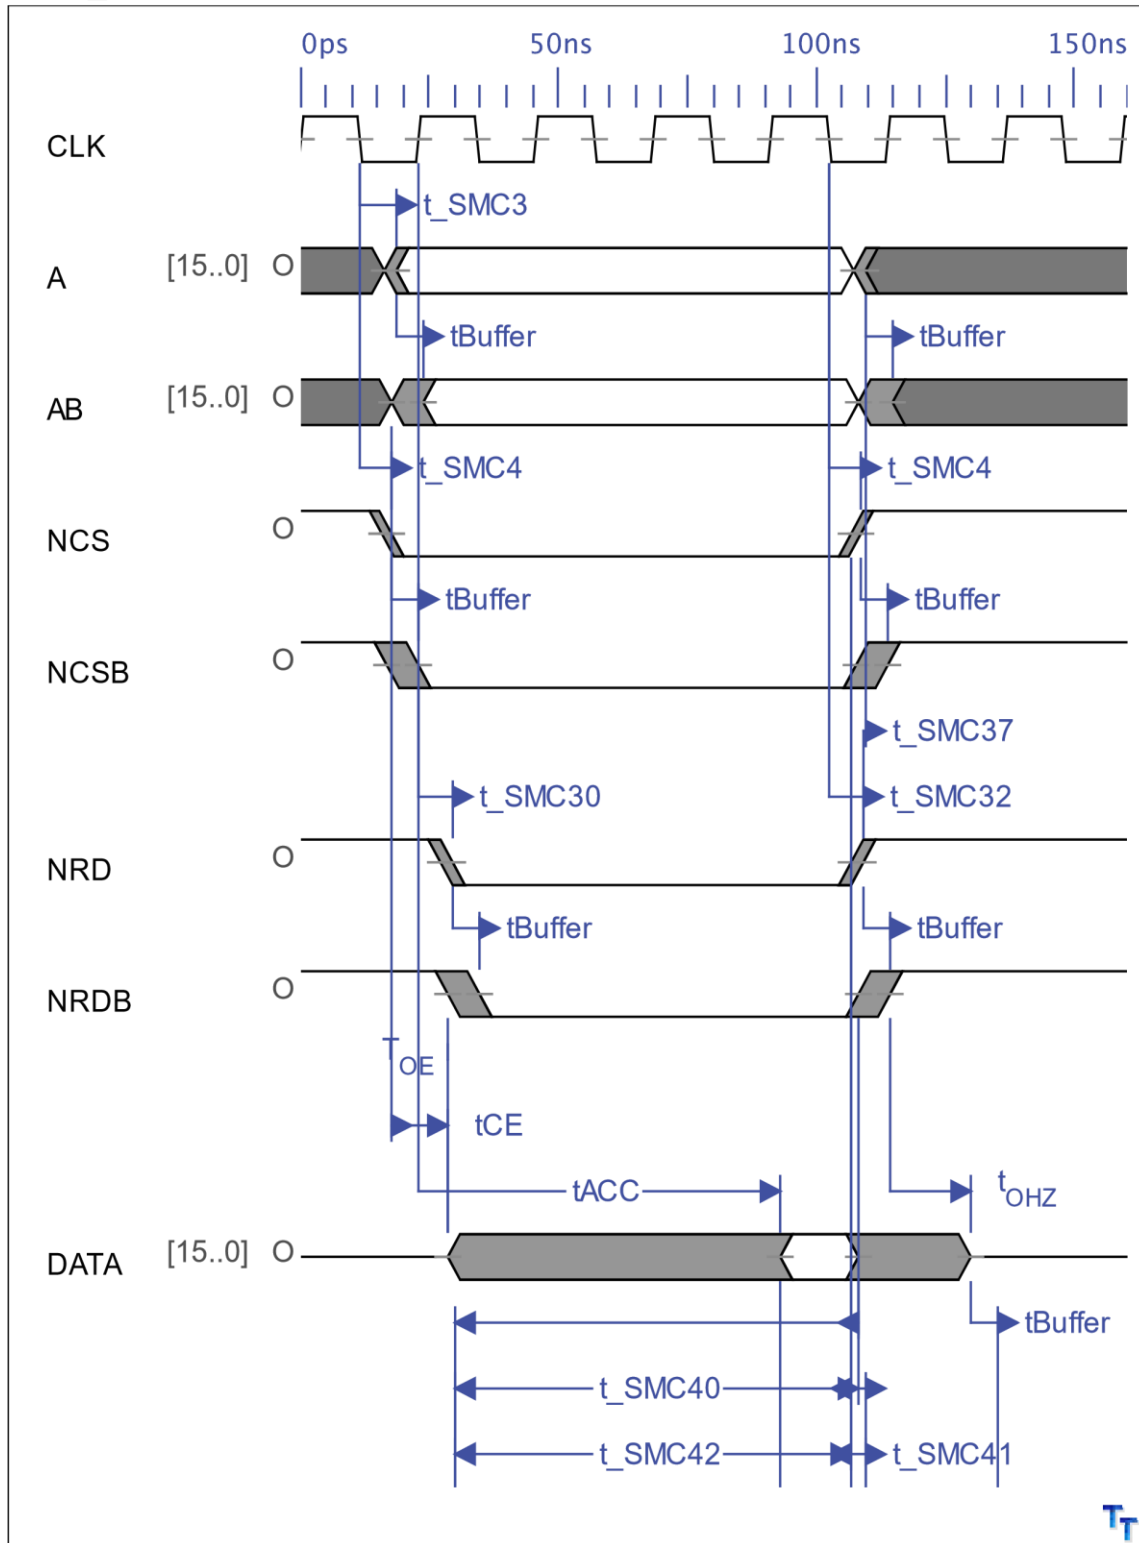 0ps 50ns 100ns 150ns
CLK
t_SMC3
A [15..0] O
tBuffer tBuffer
AB [15..0] O
t_SMC4 t_SMC4
NCS O
tBuffer tBuffer
NCSB O
t_SMC37
t_SMC30 t_SMC32
NRD O
tBuffer tBuffer
NRDB O
TOE
tCE
tACC tOHZ
DATA [15..0] O
tBuffer
t_SMC40
t_SMC42 t_SMC41
TT